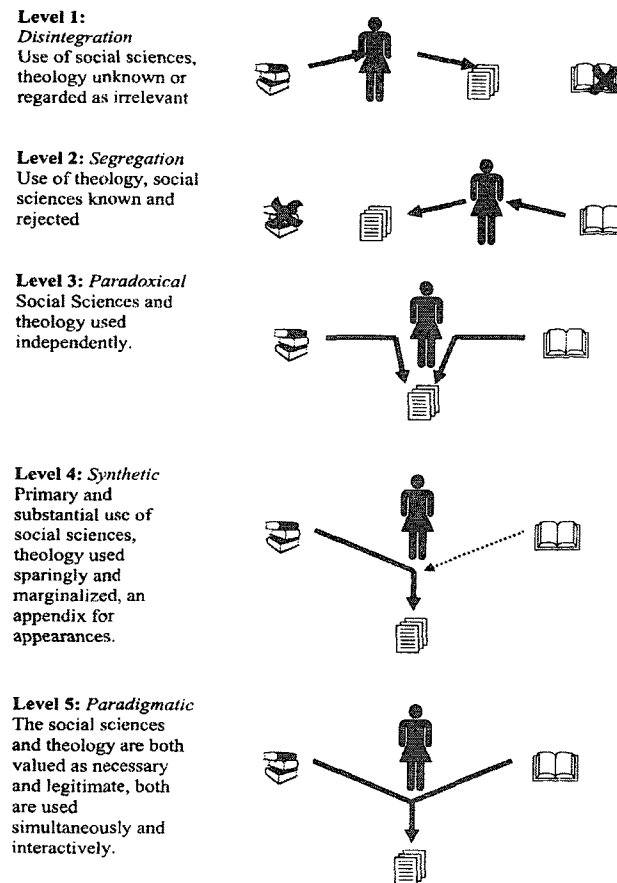 Level 1:
Disintegration
Use of social sciences,
theology unknown or
regarded as irrelevant
Level 2: Segregation
Use of theology, social
sciences known and
rejected
Level 3: Paradoxical
Social Sciences and
theology used
independently.
Level 4: Synthetic
Primary and
substantial use of
social sciences,
theology used
sparingly and
marginalized, an
appendix for
appearances.
Level 5: Paradigmatic
The social sciences
and theology are both
valued as necessary
and legitimate, both
are used
simultaneously and
interactively.